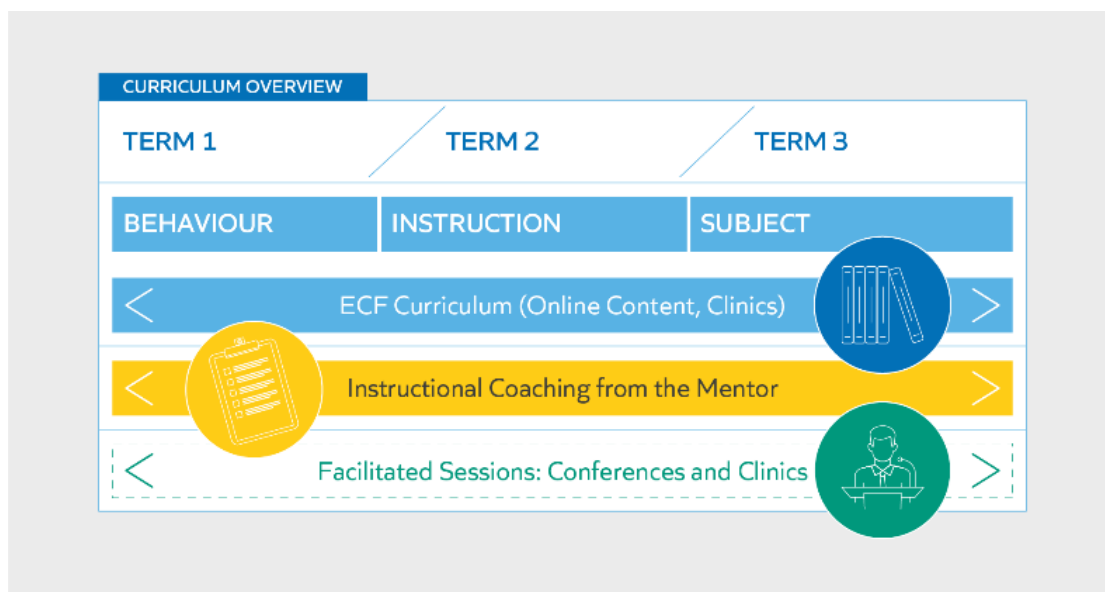 CURRICULUM OVERVIEW
TERM 1 TERM 2 TERM 3
BEHAVIOUR INSTRUCTION SUBJECT
ECF Curriculum (Online Content, Clinics)
Instructional Coaching from the Mentor
Facilitated Sessions: Conferences and Clinics